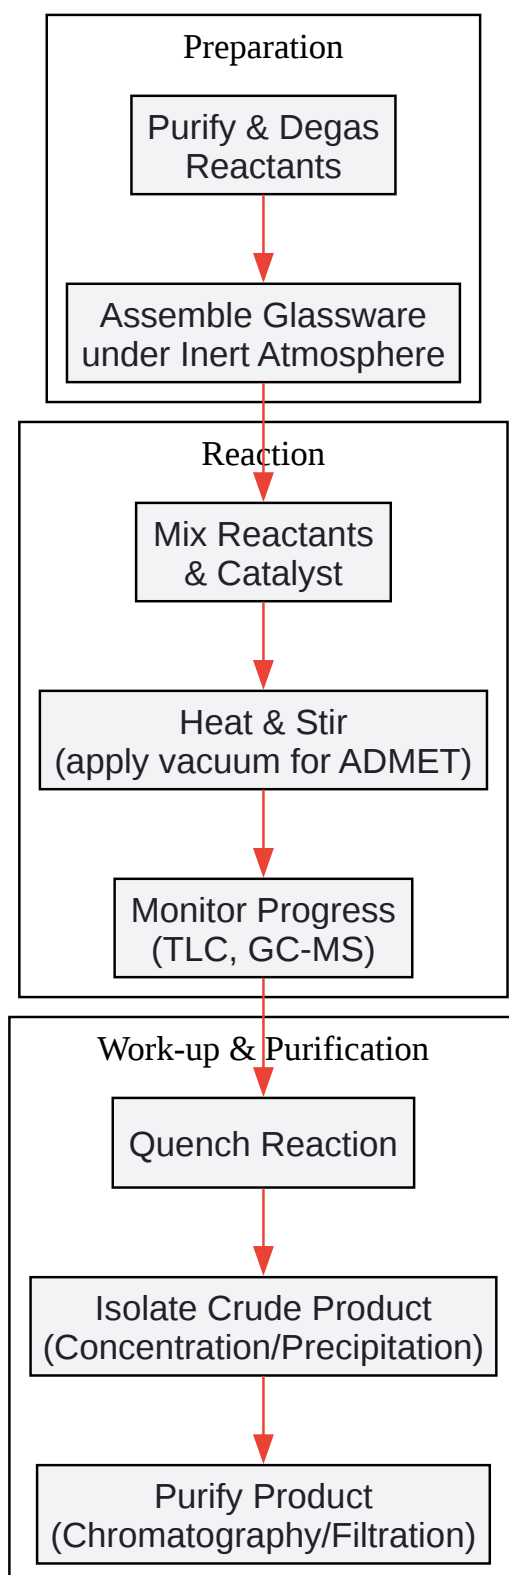 Preparation
Purify & Degas
Reactants
Assemble Glassware
under Inert Atmosphere
Reaction
Mix Reactants
& Catalyst
Heat & Stir
(apply vacuum for ADMET)
Monitor Progress
(TLC, GC-MS)
Work-up & Purification
Quench Reaction
Isolate Crude Product
(Concentration/Precipitation)
Purify Product
(Chromatography/Filtration)